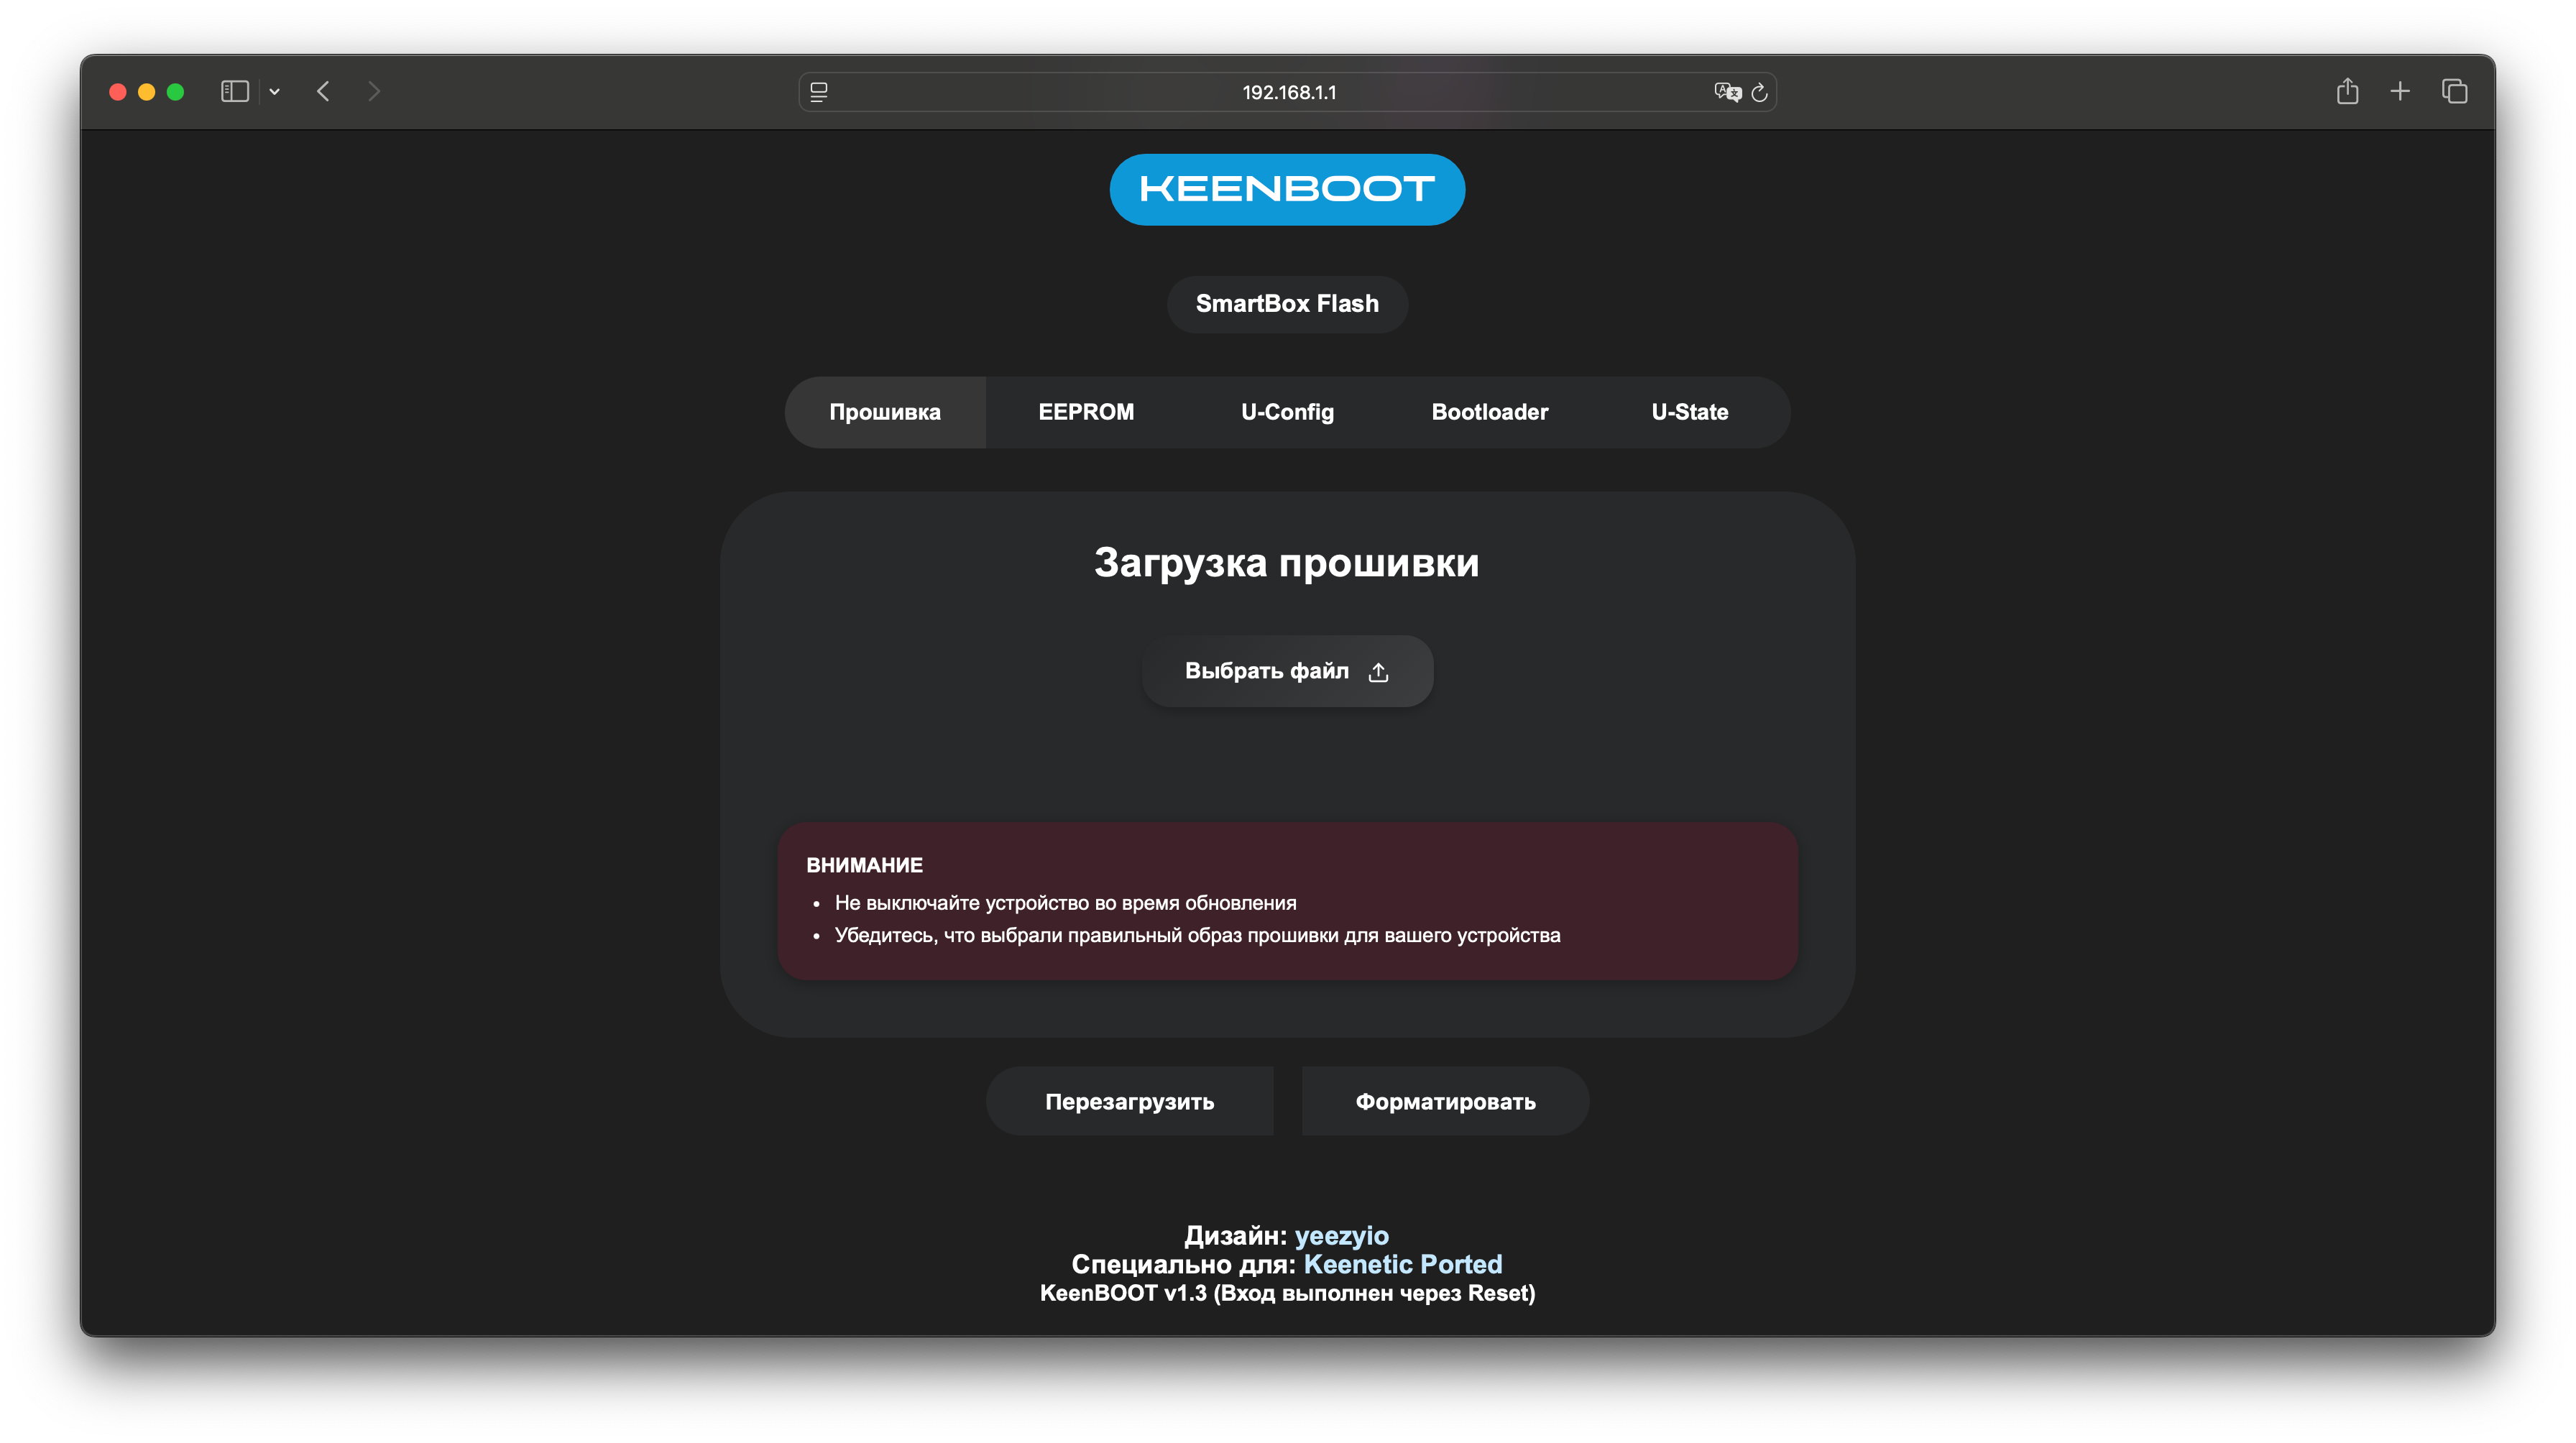 192.168.1.1
KEENBOOT
SmartBox Flash
Прошивка EEPROM U-Config Bootloader U-State
Загрузка прошивки
Выбрать файл
ВНИМАНИЕ
• Не выключайте устройство во время обновления
• Убедитесь, что выбрали правильный образ прошивки для вашего устройства
Перезагрузить Форматировать
Дизайн: yeezyio
Специально для: Keenetic Ported
KeenBOOT v1.3 (Вход выполнен через Reset)